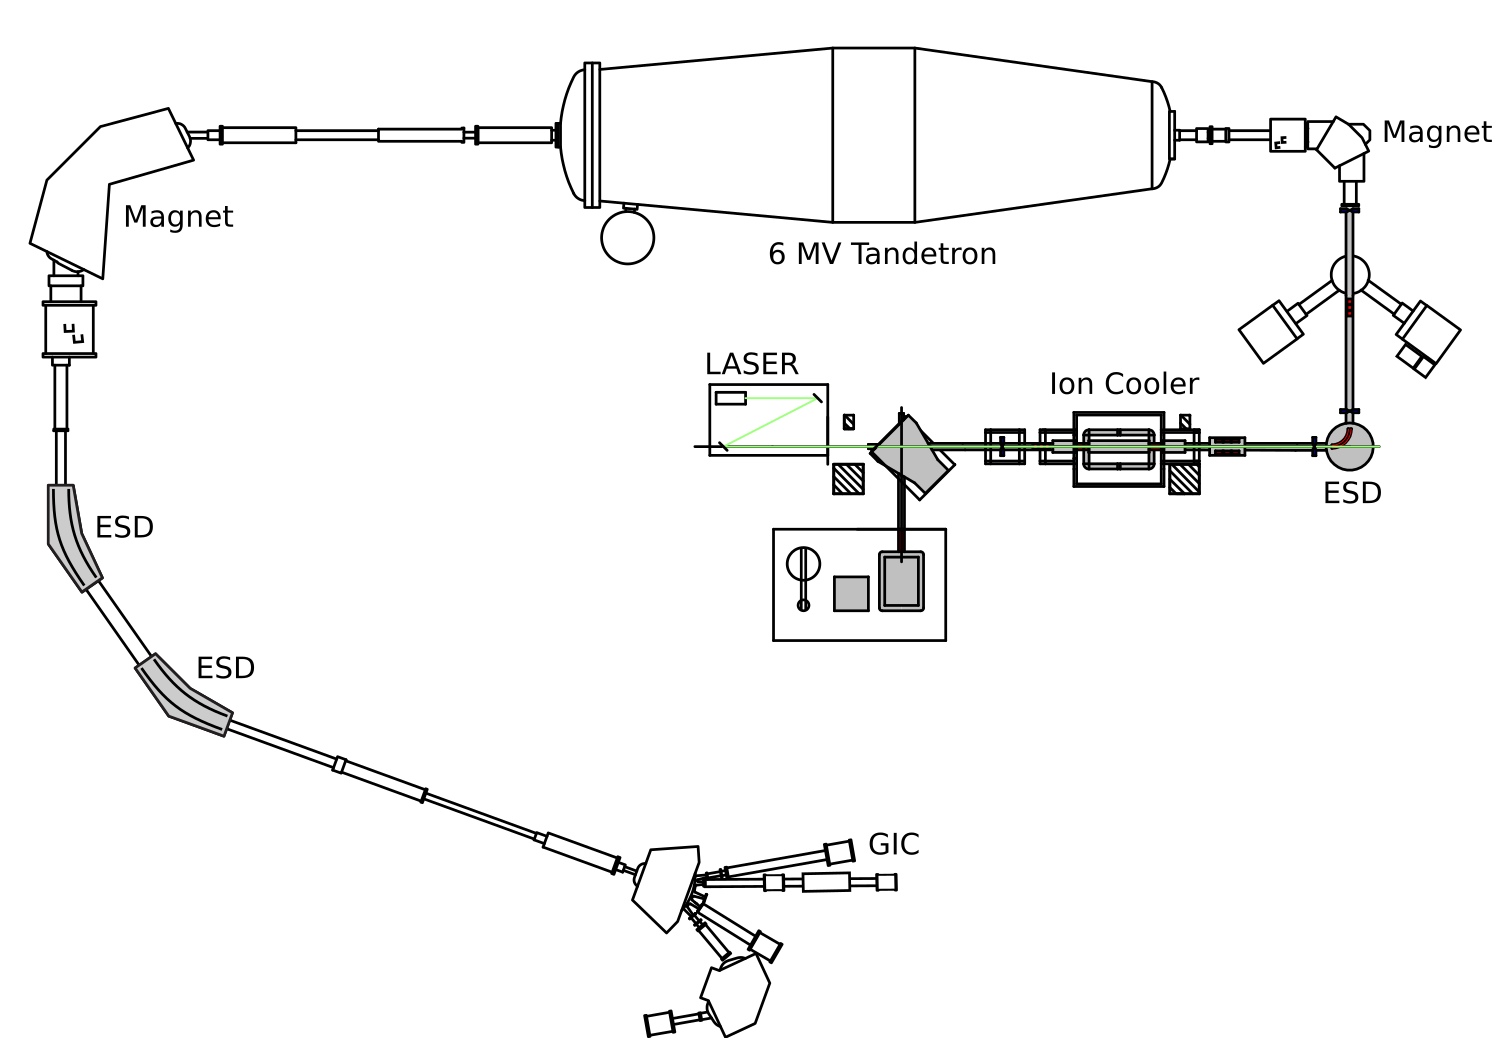 Magnet
Magnet
6 MV Tandetron
LASER
Ion Cooler
ESD
ESD
ESD
GIC